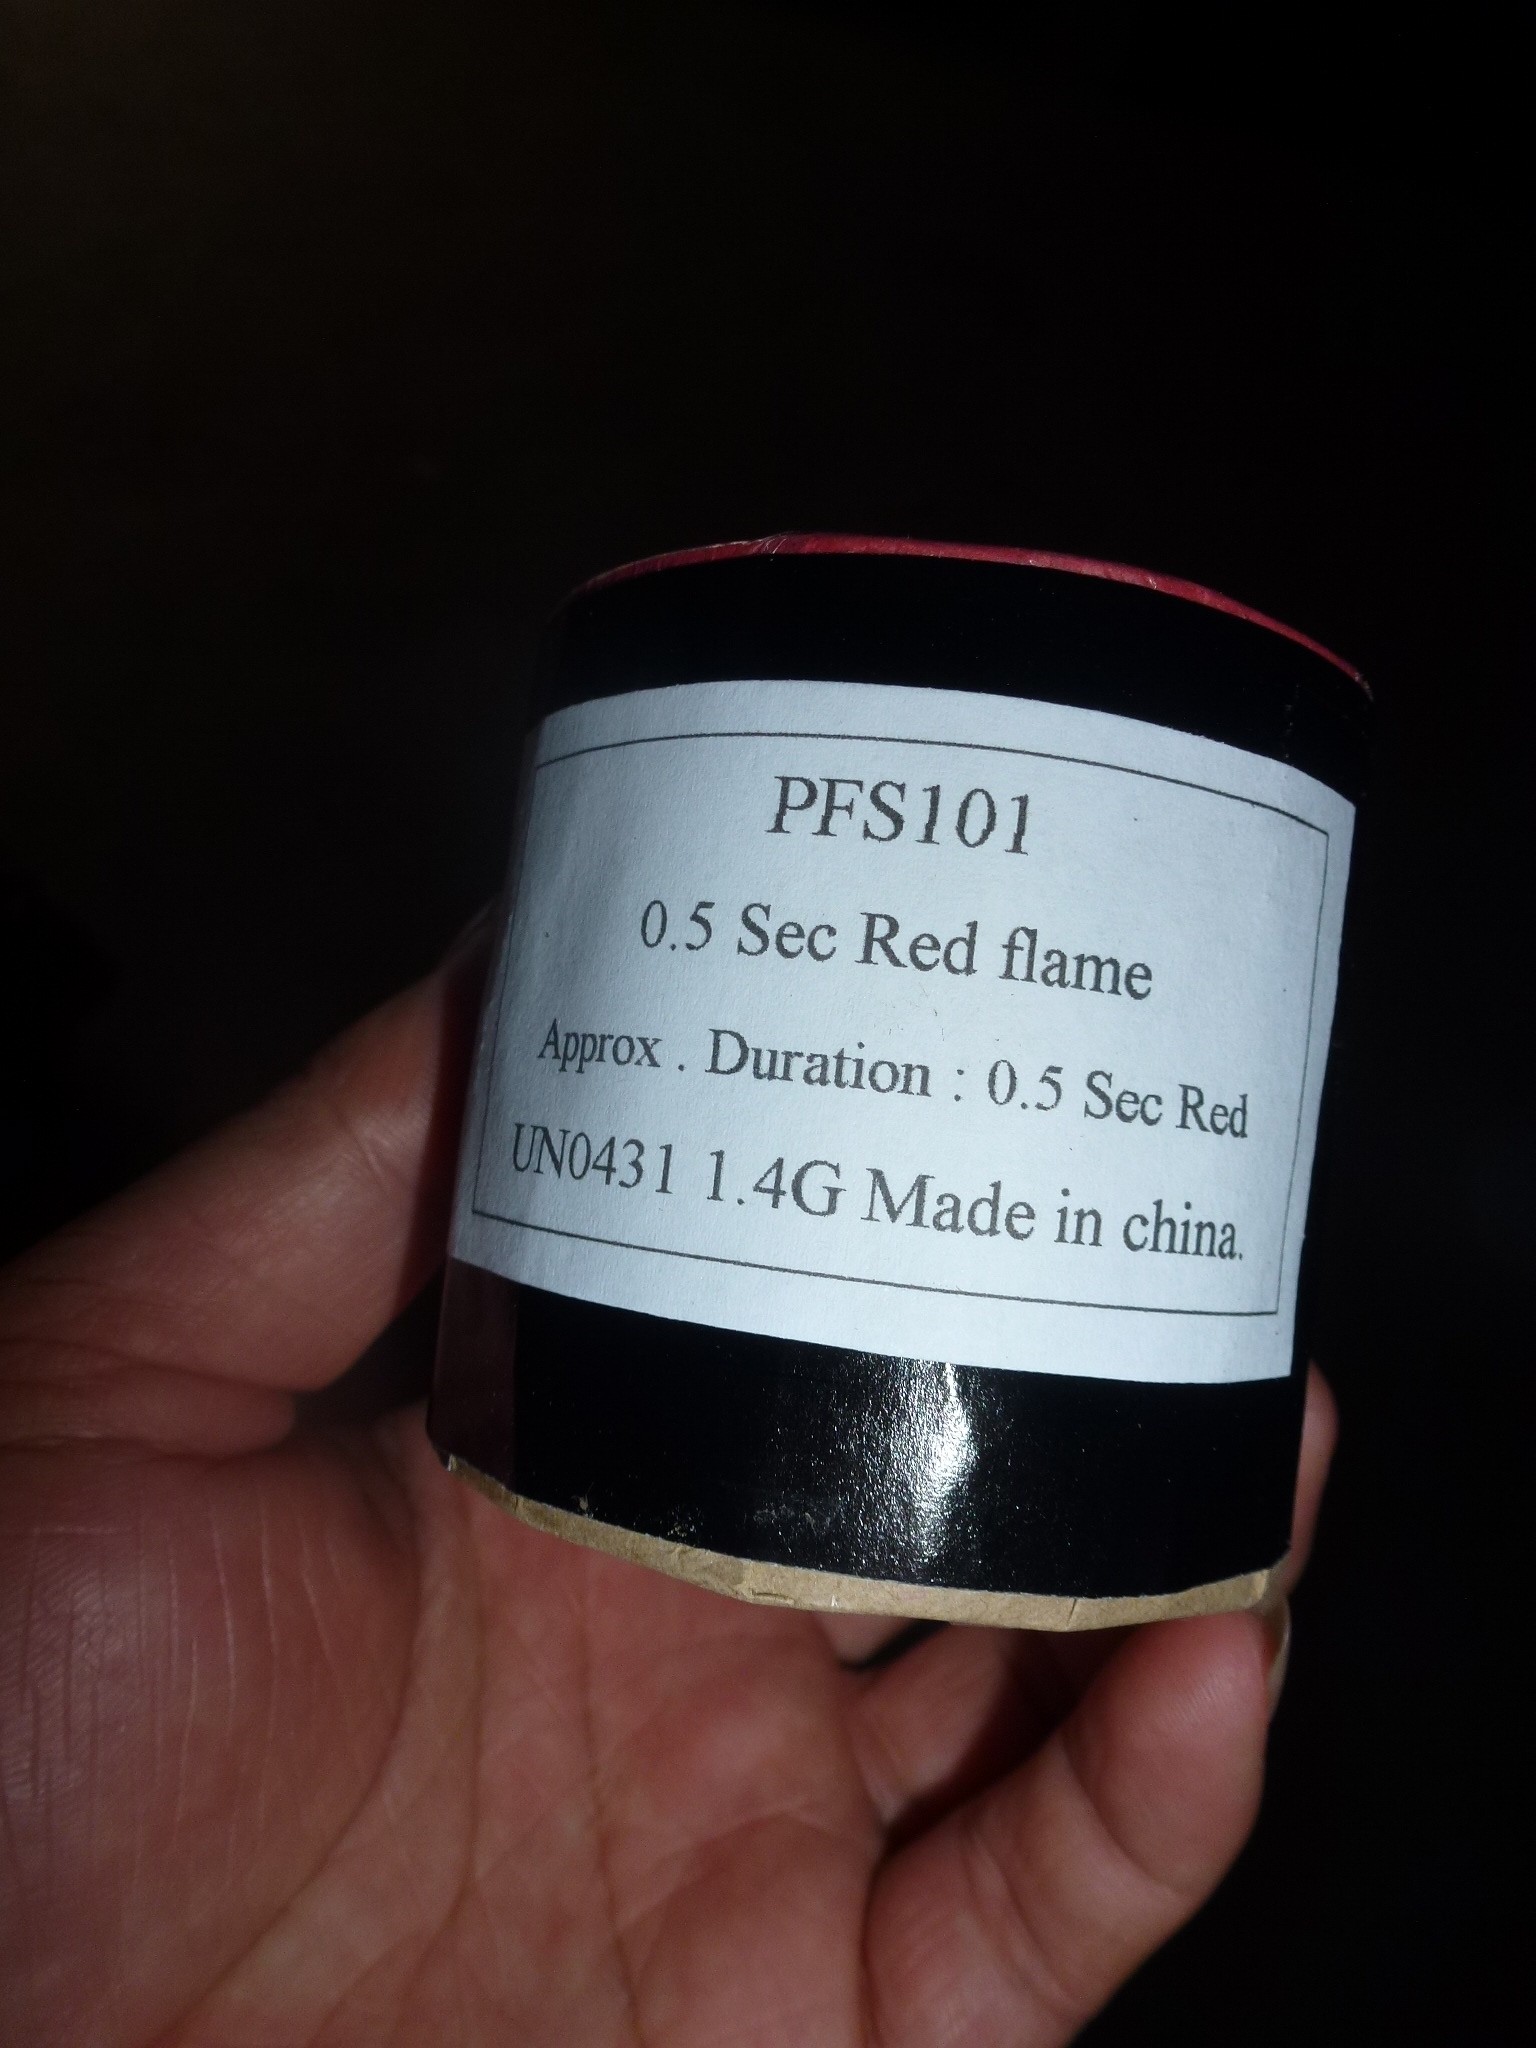 PFS101
0.5 Sec Red flame
Approx . Duration : 0.5 Sec Red
UN0431 1.4G Made in china.